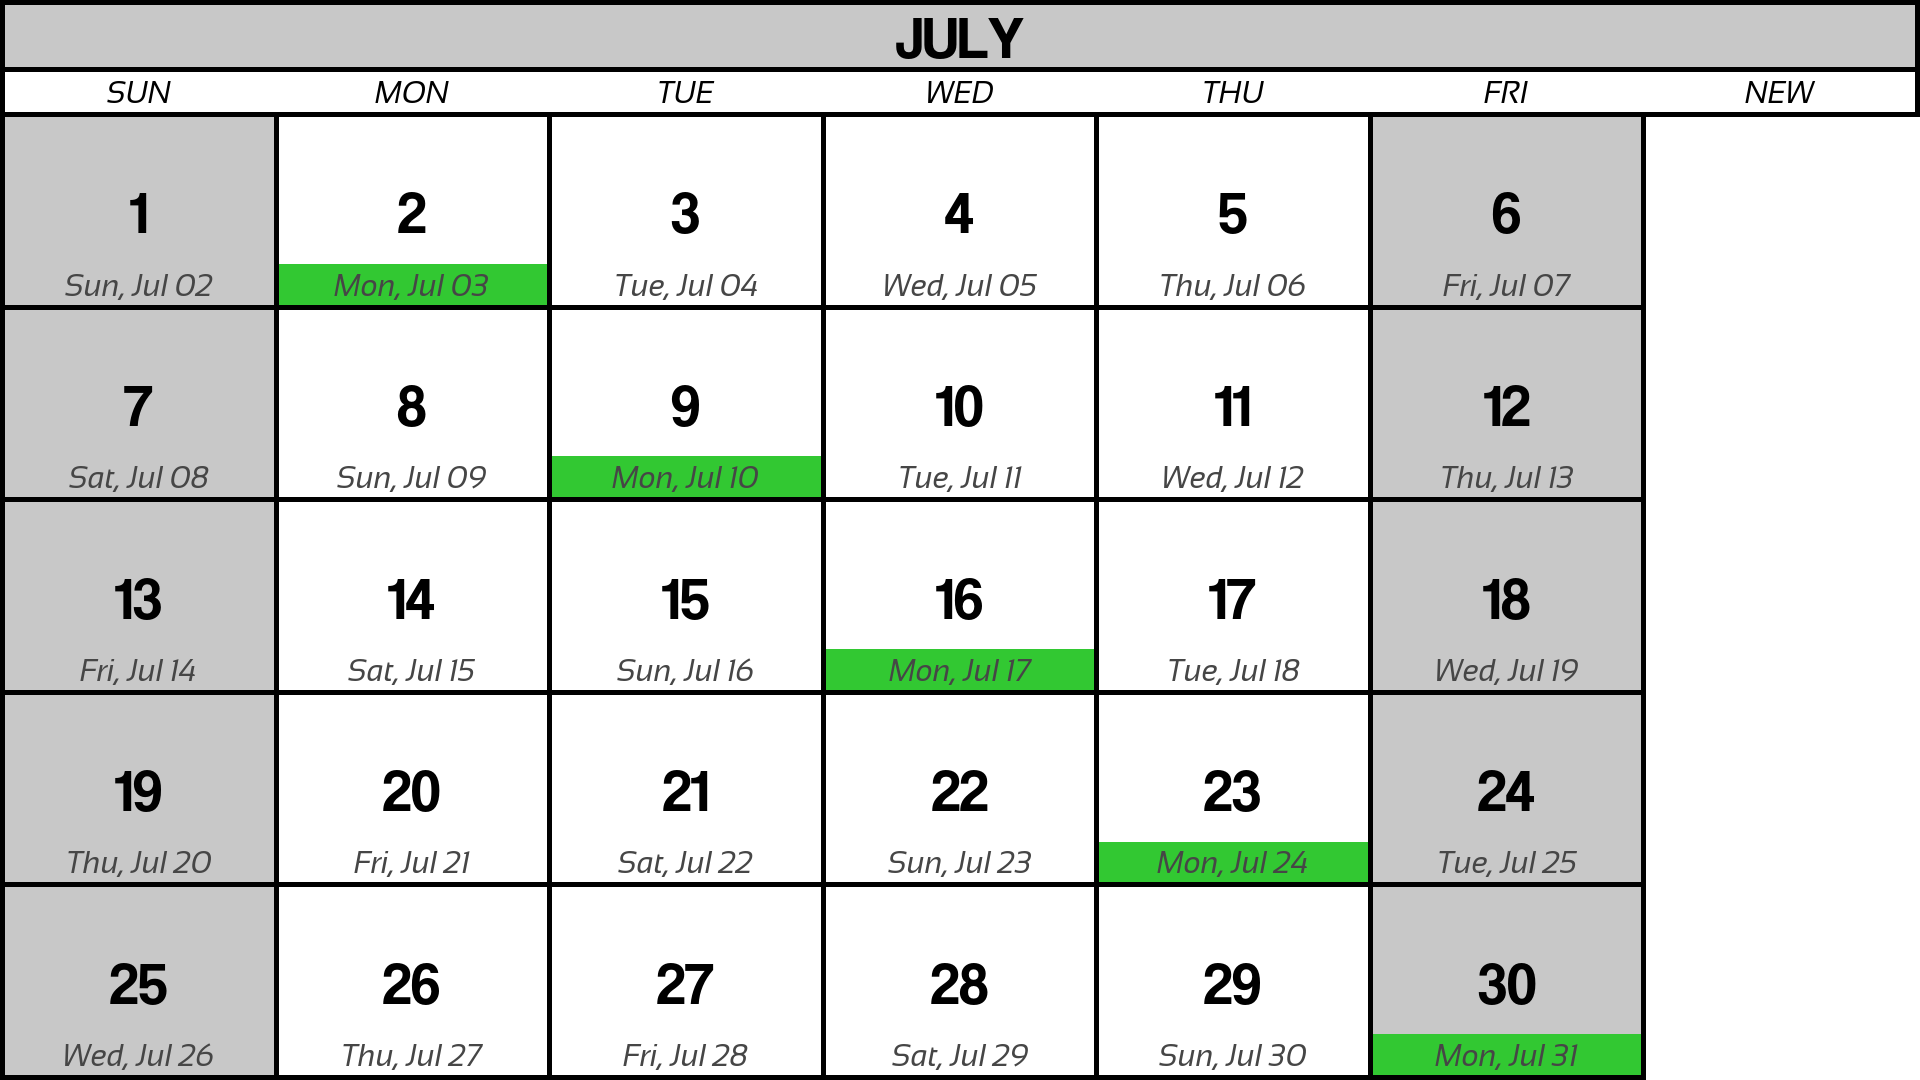 JULY
SUN MON TUE WED THU FRI NEW
1 2 3 4 5 6
Sun, Jul 02 Mon, Jul 03 Tue, Jul 04 Wed, Jul 05 Thu, Jul 06 Fri, Jul 07
7 8 9 10 11 12
Sat, Jul 08 Sun, Jul 09 Mon, Jul 10 Tue, Jul 11 Wed, Jul 12 Thu, Jul 13
13 14 15 16 17 18
Fri, Jul 14 Sat, Jul 15 Sun, Jul 16 Mon, Jul 17 Tue, Jul 18 Wed, Jul 19
19 20 21 22 23 24
Thu, Jul 20 Fri, Jul 21 Sat, Jul 22 Sun, Jul 23 Mon, Jul 24 Tue, Jul 25
25 26 27 28 29 30
Wed, Jul 26 Thu, Jul 27 Fri, Jul 28 Sat, Jul 29 Sun, Jul 30 Mon, Jul 31